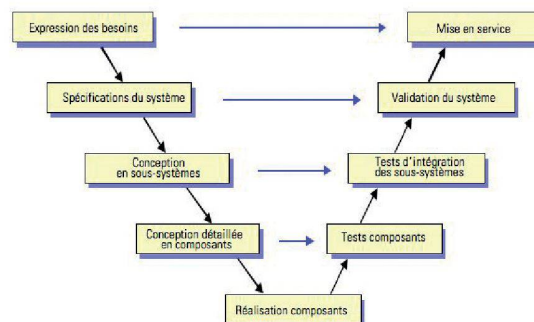 Expression des besoins
Mise en service
Spécifications du système
Validation du système
Conception
en sous-systèmes
Tests d'intégration
des sous-systèmes
Conception détaillée
en composants
Tests composants
Réalisation composants